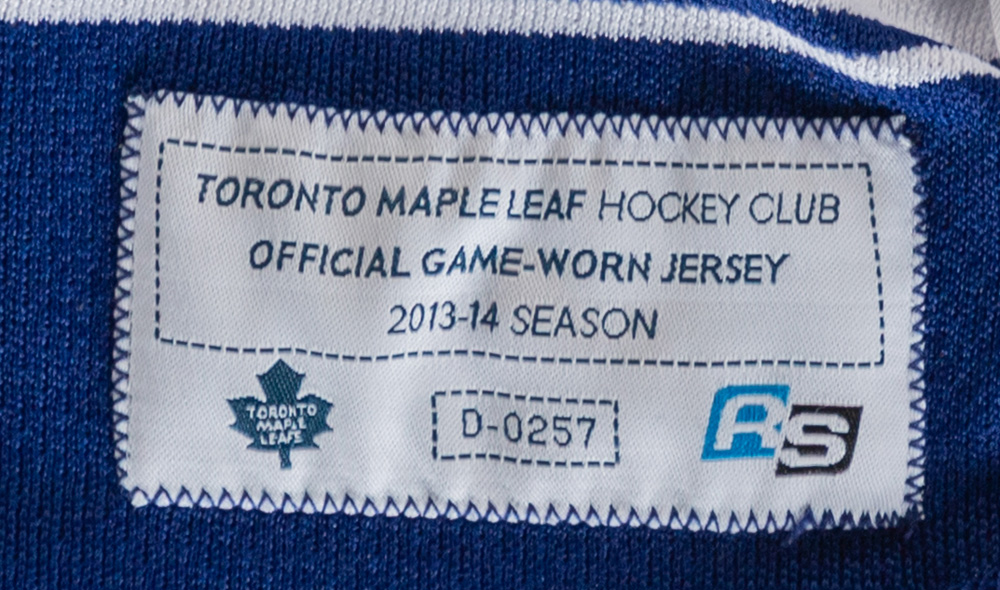 TORONTO MAPLE LEAF HOCKEY CLUB
OFFICIAL GAME-WORN JERSEY
2013-14 SEASON
TORONTO
MAPLE
LEAFS
D-0257
RS